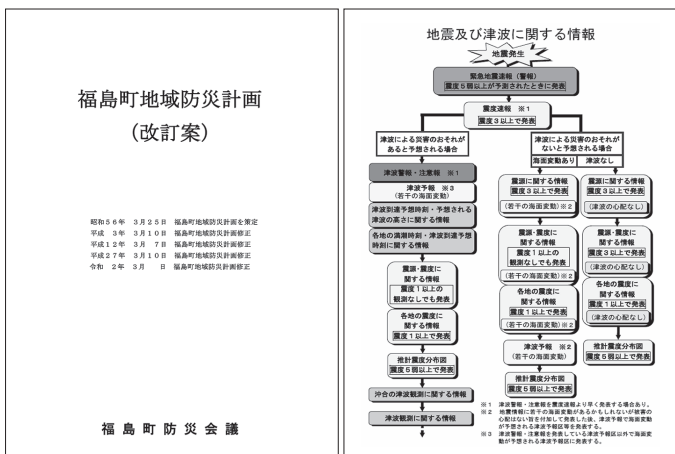 福島町地域防災計画
(改訂案)
昭和56年 3月25日 福島町地域防災計画を策定
平成 3年 3月10日 福島町地域防災計画修正
平成12年 3月 7日 福島町地域防災計画修正
平成27年 3月10日 福島町地域防災計画修正
令和 2年 3月 日 福島町地域防災計画修正
福島町防災会議
地震及び津波に関する情報
地震発生
緊急地震速報(警報)
震度5弱以上が予測されたときに発表
震度速報 ※1
震度3以上で発表
津波による災害のおそれが
あると予想される場合
津波による災害のおそれが
ないと予想される場合
海面変動あり
津波なし
津波警報・注意報 ※1
津波予報 ※3
(若干の海面変動)
津波到達予想時刻・予想される
津波の高さに関する情報
各地の満潮時刻・津波到達予想
時刻に関する情報
震源・震度に
関する情報
震度1以上の
観測なしでも発表
各地の震度に
関する情報
震度1以上で発表
推計震度分布図
震度5弱以上で発表
沖合の津波観測に関する情報
津波観測に関する情報
震源に関する情報
震度3以上で発表
(若干の海面変動)※2
震源・震度に
関する情報
震度1以上の
観測なしでも発表
(若干の海面変動)※2
各地の震度に
関する情報
震度1以上で発表
(若干の海面変動)※2
津波予報 ※2
(若干の海面変動)
推計震度分布図
震度5弱以上で発表
震源に関する情報
震度3以上で発表
(津波の心配なし)
震源・震度に
関する情報
震度3以上で発表
(津波の心配なし)
各地の震度に
関する情報
震度1以上で発表
(津波の心配なし)
推計震度分布図
震度5弱以上で発表
※1 津波警報・注意報を震度速報より早く発表する場合あり。
※2 地震情報に若干の海面変動があるかもしれないが被害の
心配はない旨を付加して発表した後、津波予報で海面変動
が予想される津波予報区等を発表する。
※3 津波警報・注意報を発表している津波予報区以外で海面変
動が予想される津波予報区に発表する。